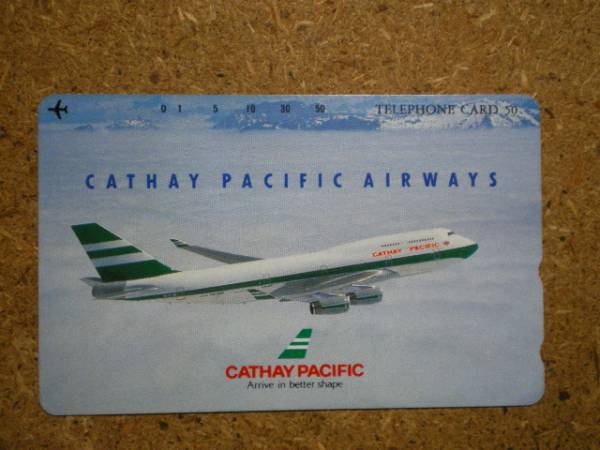 0 1 5 10 30 50 TELEPHONE CARD 50
CATHAY PACIFIC AIRWAYS
CATHAY PACIFIC
CATHAY PACIFIC
Arrive in better shape